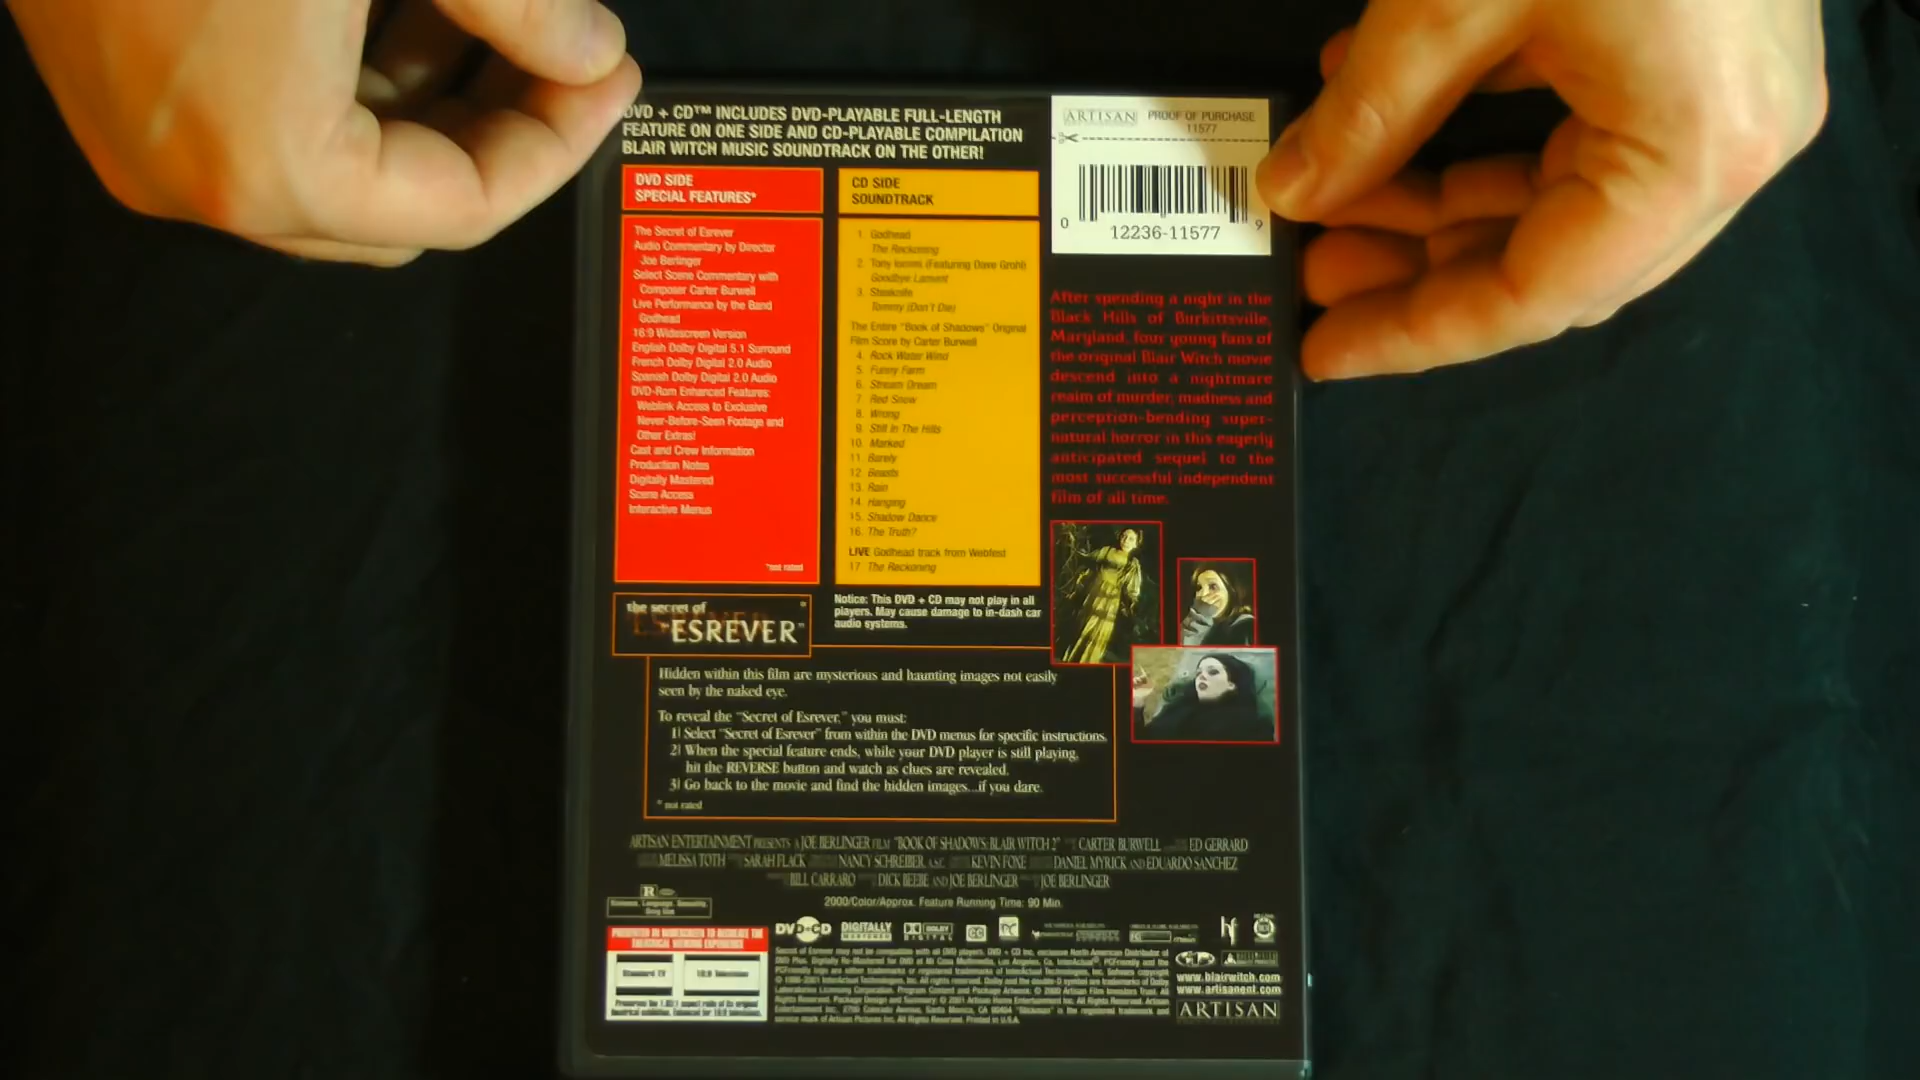 DVD + CD™ INCLUDES DVD-PLAYABLE FULL-LENGTH
FEATURE ON ONE SIDE AND CD-PLAYABLE COMPILATION
BLAIR WITCH MUSIC SOUNDTRACK ON THE OTHER!
DVD SIDE
SPECIAL FEATURES*
The Secret of Esrever
Audio Commentary by Director
Joe Berlinger
Select Scene Commentary with
Composer Carter Burwell
Live Performance by the Band
Godhead
16:9 Widescreen Version
English Dolby Digital 5.1 Surround
French Dolby Digital 2.0 Audio
Spanish Dolby Digital 2.0 Audio
DVD-Rom Enhanced Features:
Weblink Access to Exclusive
Never-Before-Seen Footage and
Other Extras!
Cast and Crew Information
Production Notes
Digitally Mastered
Scene Access
Interactive Menus
*not rated
CD SIDE
SOUNDTRACK
1. Godhead
The Reckoning
2. Tony Iommi (Featuring Dave Grohl)
Goodbye Lament
3. Steaknife
Tommy (Don't Die)
The Entire "Book of Shadows" Original
Film Score by Carter Burwell
4. Rock Water Wind
5. Funny Farm
6. Stream Dream
7. Red Snow
8. Wrong
9. Still In The Hills
10. Marked
11. Barely
12. Beasts
13. Rain
14. Hanging
15. Shadow Dance
16. The Truth?
LIVE Godhead track from Webfest
17 The Reckoning
Notice: This DVD + CD may not play in all
players. May cause damage to in-dash car
audio systems.
ARTISAN PROOF OF PURCHASE
11577
0 12236-11577 9
After spending a night in the
Black Hills of Burkittsville,
Maryland, four young fans of
the original Blair Witch movie
descend into a nightmare
realm of murder, madness and
perception-bending super-
natural horror in this eagerly
anticipated sequel to the
most successful independent
film of all time.
the secret of
ESREVER*
Hidden within this film are mysterious and haunting images not easily
seen by the naked eye.
To reveal the "Secret of Esrever," you must:
1| Select "Secret of Esrever" from within the DVD menus for specific instructions.
2| When the special feature ends, while your DVD player is still playing,
hit the REVERSE button and watch as clues are revealed.
3| Go back to the movie and find the hidden images...if you dare.
* not rated
ARTISAN ENTERTAINMENT PRESENTS A JOE BERLINGER FILM "BOOK OF SHADOWS: BLAIR WITCH 2" CARTER BURWELL ED GERRARD
MELISSA TOTH SARAH FLACK NANCY SCHREIBER, A.S.C. KEVIN FOXE DANIEL MYRICK AND EDUARDO SANCHEZ
BILL CARRARO DICK BEEBE AND JOE BERLINGER JOE BERLINGER
2000/Color/Approx. Feature Running Time: 90 Min.
R
PRESENTED IN WIDESCREEN TO RECREATE THE
THEATRICAL VIEWING EXPERIENCE
Standard TV 16:9 Television
DVD+CD DIGITALLY MASTERED DOLBY DIGITAL CC
www.blairwitch.com
www.artisanent.com
ARTISAN